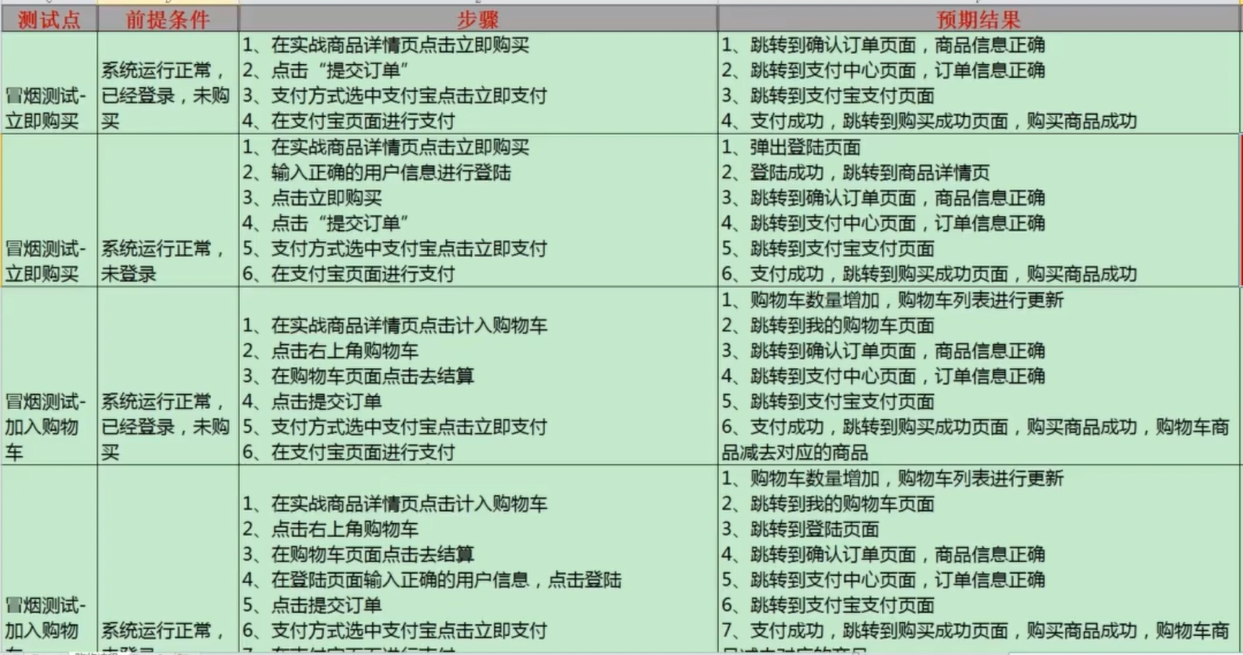 测试点 前提条件 步骤 预期结果
冒烟测试-
立即购买
系统运行正常，
已经登录，未购
买
1、在实战商品详情页点击立即购买
2、点击“提交订单”
3、支付方式选中支付宝点击立即支付
4、在支付宝页面进行支付
1、跳转到确认订单页面，商品信息正确
2、跳转到支付中心页面，订单信息正确
3、跳转到支付宝支付页面
4、支付成功，跳转到购买成功页面，购买商品成功
冒烟测试-
立即购买
系统运行正常，
未登录
1、在实战商品详情页点击立即购买
2、输入正确的用户信息进行登陆
3、点击立即购买
4、点击“提交订单”
5、支付方式选中支付宝点击立即支付
6、在支付宝页面进行支付
1、弹出登陆页面
2、登陆成功，跳转到商品详情页
3、跳转到确认订单页面，商品信息正确
4、跳转到支付中心页面，订单信息正确
5、跳转到支付宝支付页面
6、支付成功，跳转到购买成功页面，购买商品成功
冒烟测试-
加入购物
车
系统运行正常，
已经登录，未购
买
1、在实战商品详情页点击计入购物车
2、点击右上角购物车
3、在购物车页面点击去结算
4、点击提交订单
5、支付方式选中支付宝点击立即支付
6、在支付宝页面进行支付
1、购物车数量增加，购物车列表进行更新
2、跳转到我的购物车页面
3、跳转到确认订单页面，商品信息正确
4、跳转到支付中心页面，订单信息正确
5、跳转到支付宝支付页面
6、支付成功，跳转到购买成功页面，购买商品成功，购物车商
品减去对应的商品
冒烟测试-
加入购物
系统运行正常，
1、在实战商品详情页点击计入购物车
2、点击右上角购物车
3、在购物车页面点击去结算
4、在登陆页面输入正确的用户信息，点击登陆
5、点击提交订单
6、支付方式选中支付宝点击立即支付
1、购物车数量增加，购物车列表进行更新
2、跳转到我的购物车页面
3、跳转到登陆页面
4、跳转到确认订单页面，商品信息正确
5、跳转到支付中心页面，订单信息正确
6、跳转到支付宝支付页面
7、支付成功，跳转到购买成功页面，购买商品成功，购物车商